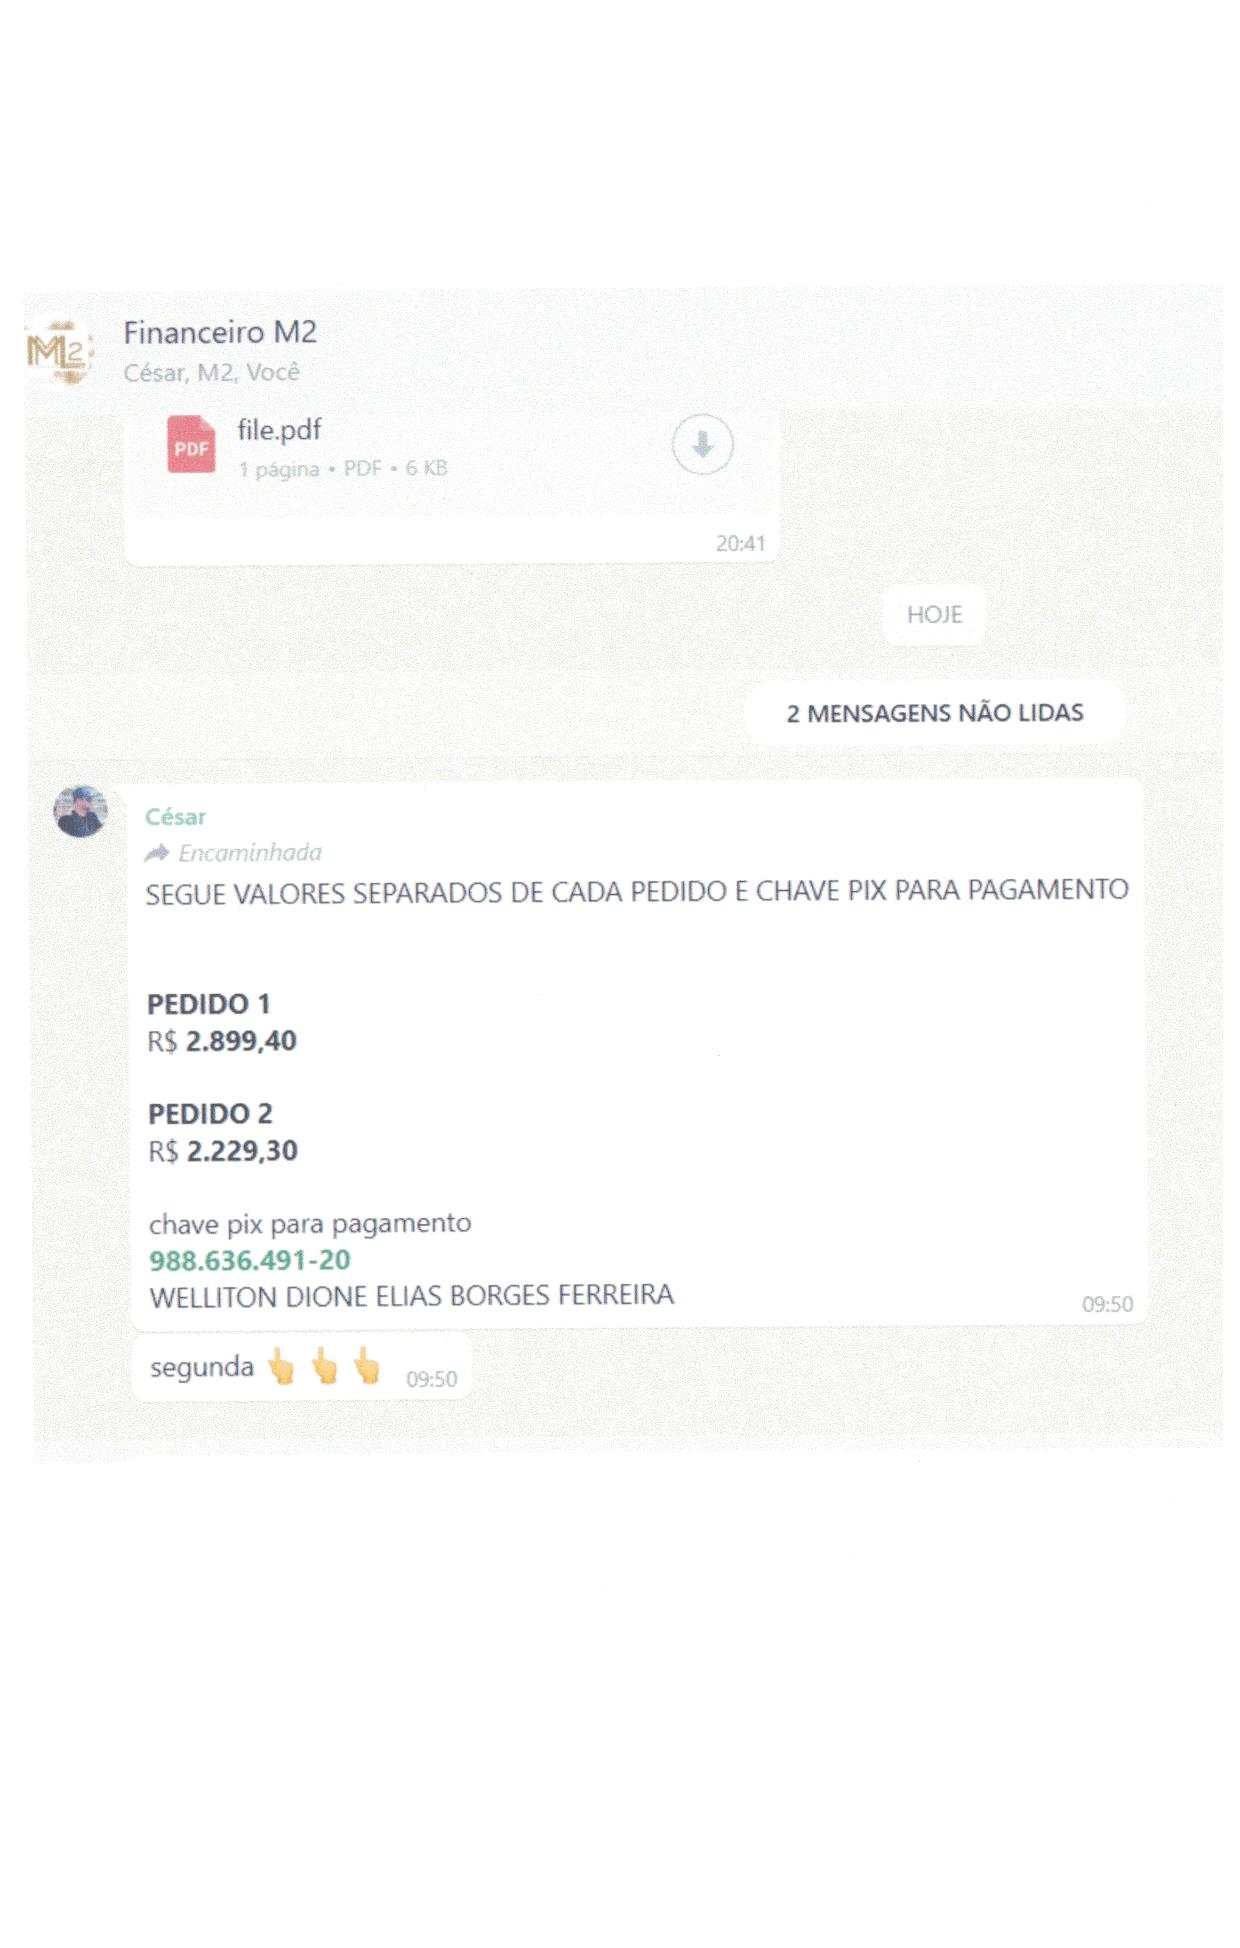 ML2
Financeiro M2
César, M2, Você
PDF
file.pdf
1 página • PDF • 6 KB
20:41
HOJE
2 MENSAGENS NÃO LIDAS
César
Encaminhada
SEGUE VALORES SEPARADOS DE CADA PEDIDO E CHAVE PIX PARA PAGAMENTO
PEDIDO 1
R$ 2.899,40
PEDIDO 2
R$ 2.229,30
chave pix para pagamento
988.636.491-20
WELLITON DIONE ELIAS BORGES FERREIRA
09:50
segunda 👆 👆 👆 09:50